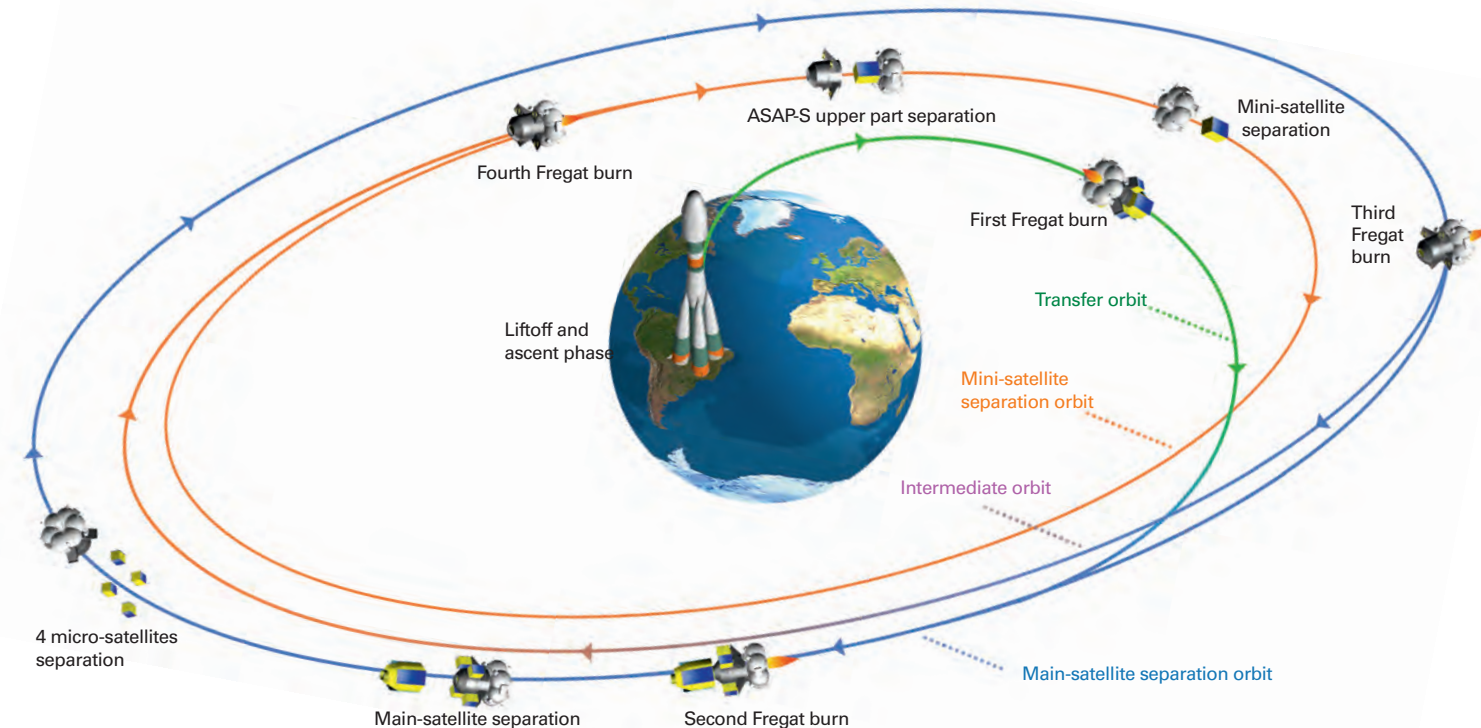 ASAP-S upper part separation
Mini-satellite
separation
Fourth Fregat burn
First Fregat burn
Third
Fregat
burn
Transfer orbit
Liftoff and
ascent phase
Mini-satellite
separation orbit
Intermediate orbit
4 micro-satellites
separation
Main-satellite separation orbit
Main-satellite separation
Second Fregat burn